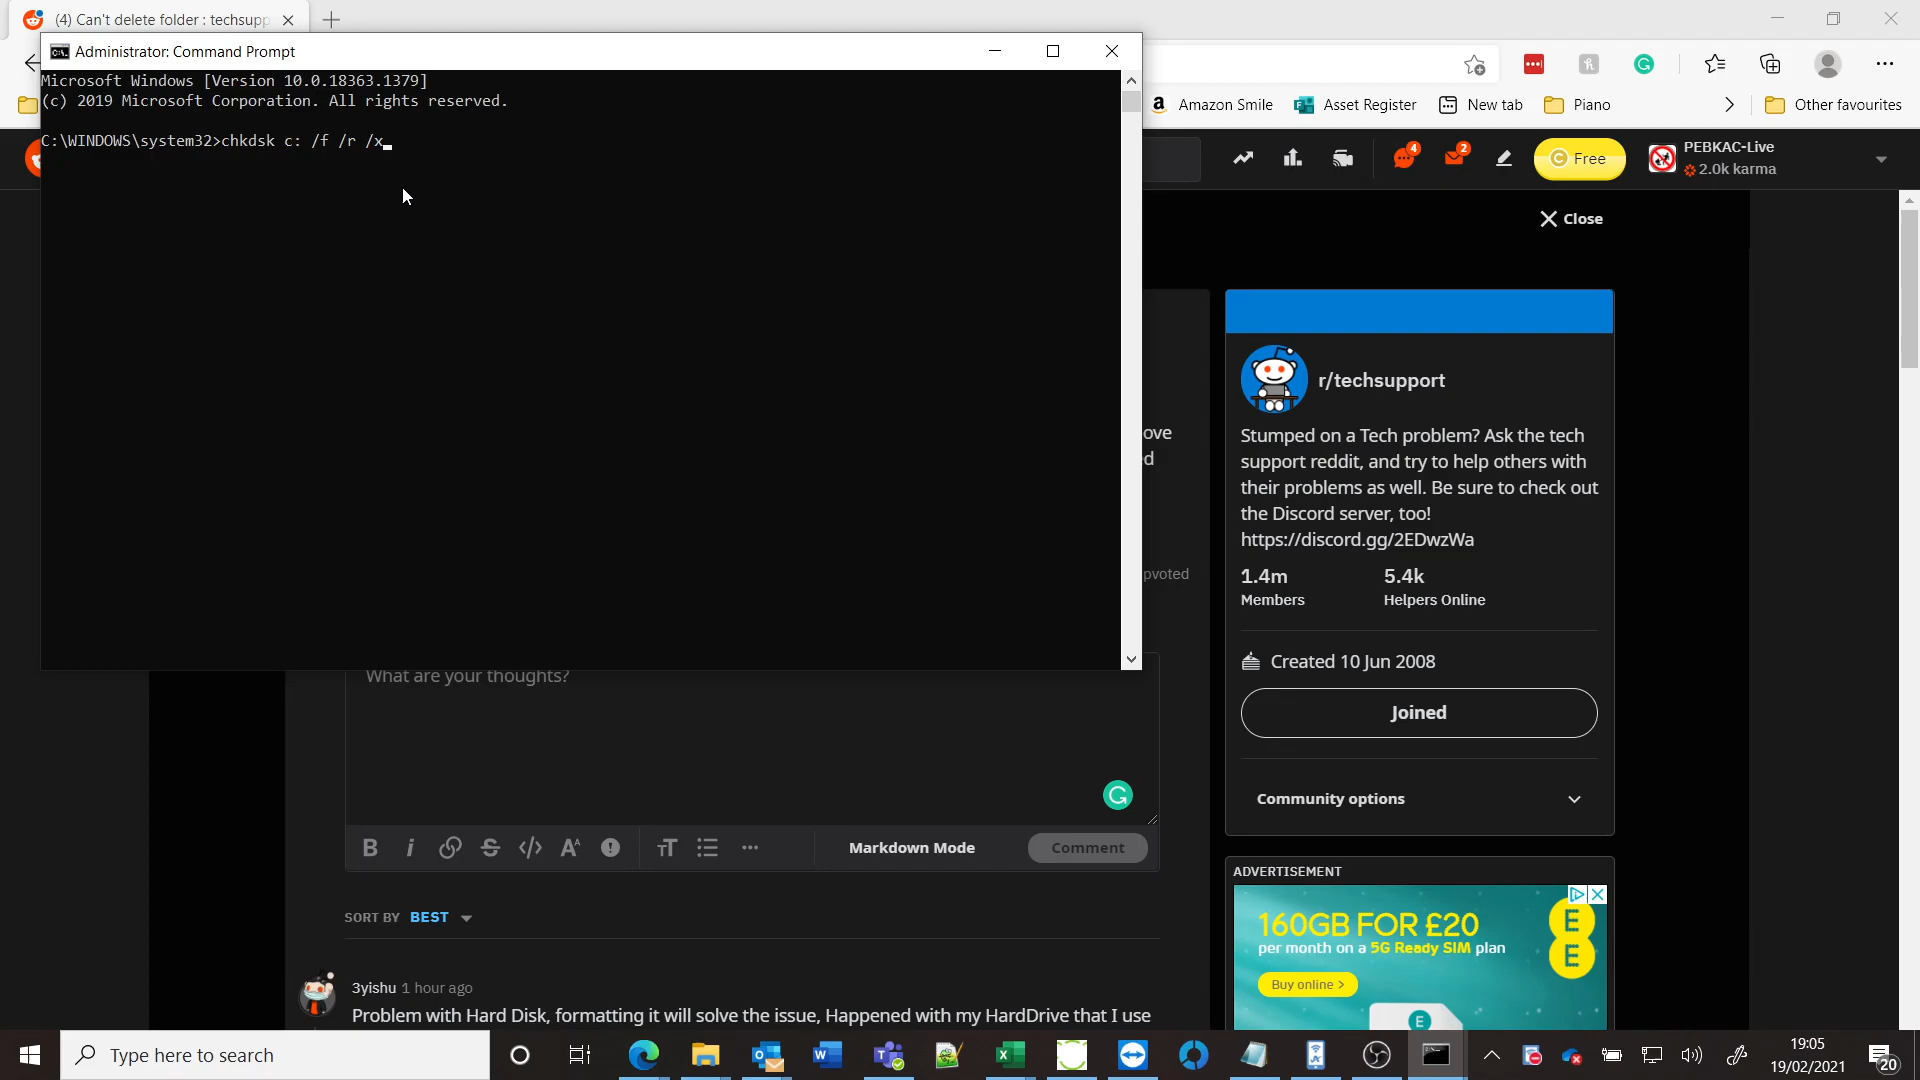 (4) Can't delete folder : techsupp
Administrator: Command Prompt
Microsoft Windows [Version 10.0.18363.1379]
(c) 2019 Microsoft Corporation. All rights reserved.
C:\WINDOWS\system32>chkdsk c: /f /r /x
Amazon Smile
Asset Register
New tab
Piano
Other favourites
4
2
Free
PEBKAC-Live
2.0k karma
Close
r/techsupport
ove
d
Stumped on a Tech problem? Ask the tech
support reddit, and try to help others with
their problems as well. Be sure to check out
the Discord server, too!
https://discord.gg/2EDwzWa
pvoted
1.4m
Members
5.4k
Helpers Online
Created 10 Jun 2008
Joined
What are your thoughts?
Community options
Markdown Mode
Comment
ADVERTISEMENT
160GB FOR £20
per month on a 5G Ready SIM plan
Buy online >
EE
SORT BY BEST
3yishu 1 hour ago
Problem with Hard Disk, formatting it will solve the issue, Happened with my HardDrive that I use
Type here to search
19:05
19/02/2021
20